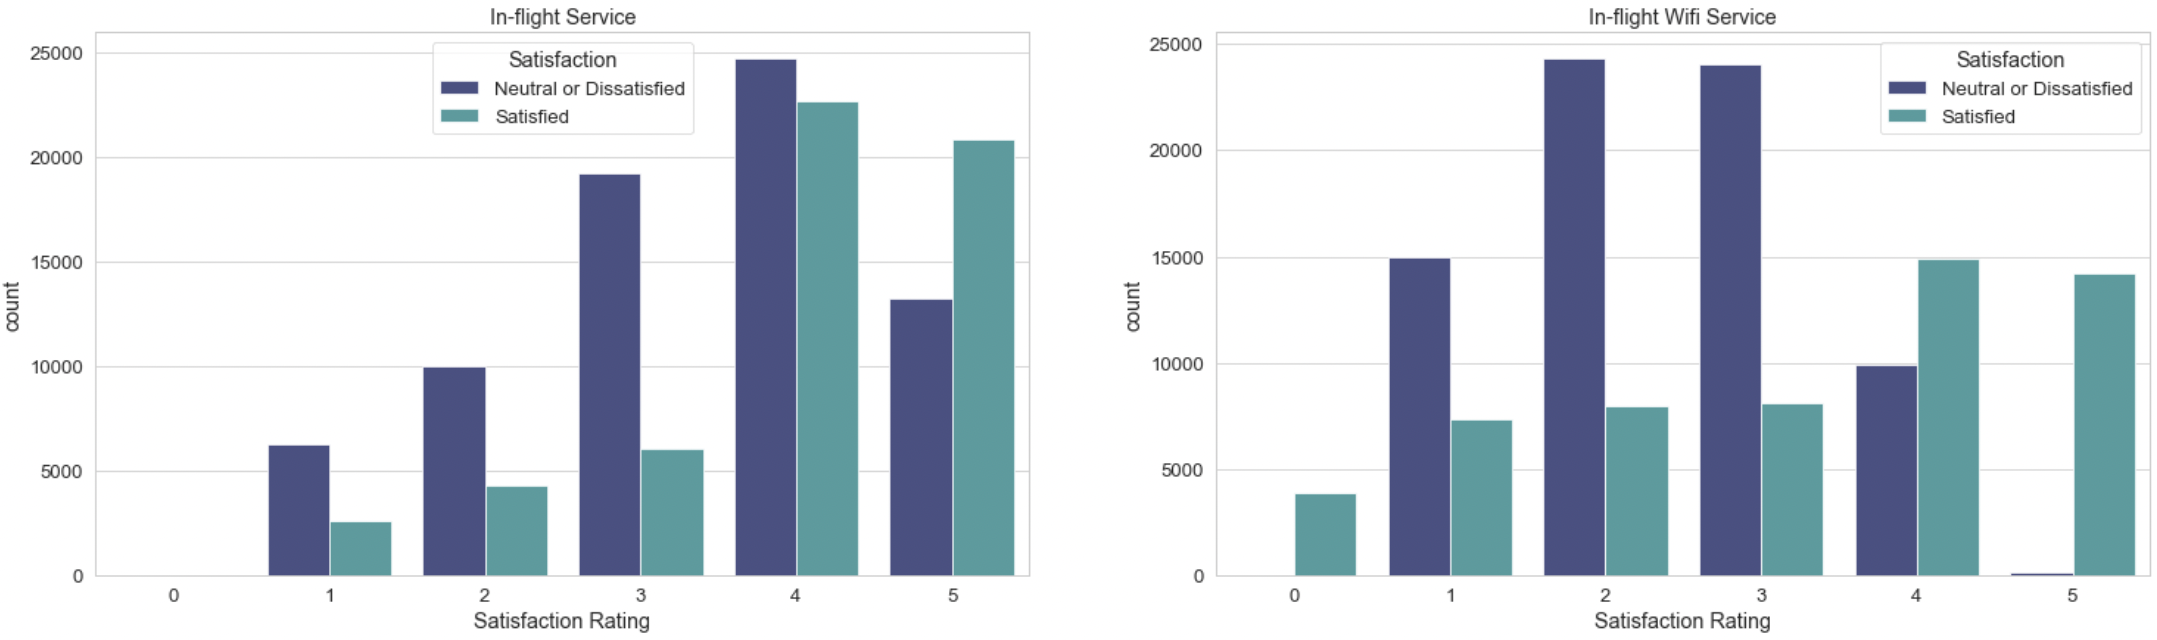 In-flight Service
25000
20000
15000
10000
5000
0
count
Satisfaction
Neutral or Dissatisfied
Satisfied
0 1 2 3 4 5
Satisfaction Rating
In-flight Wifi Service
25000
20000
15000
10000
5000
0
count
Satisfaction
Neutral or Dissatisfied
Satisfied
0 1 2 3 4 5
Satisfaction Rating